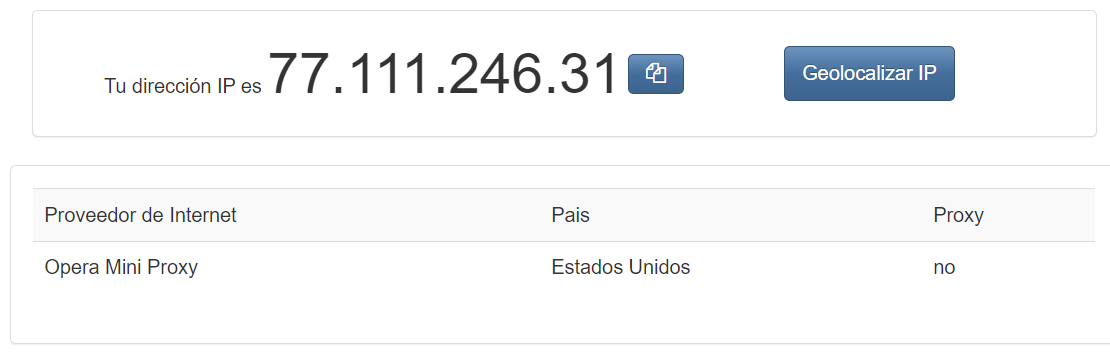 Tu dirección IP es 77.111.246.31 Geolocalizar IP
Proveedor de Internet Pais Proxy
Opera Mini Proxy Estados Unidos no